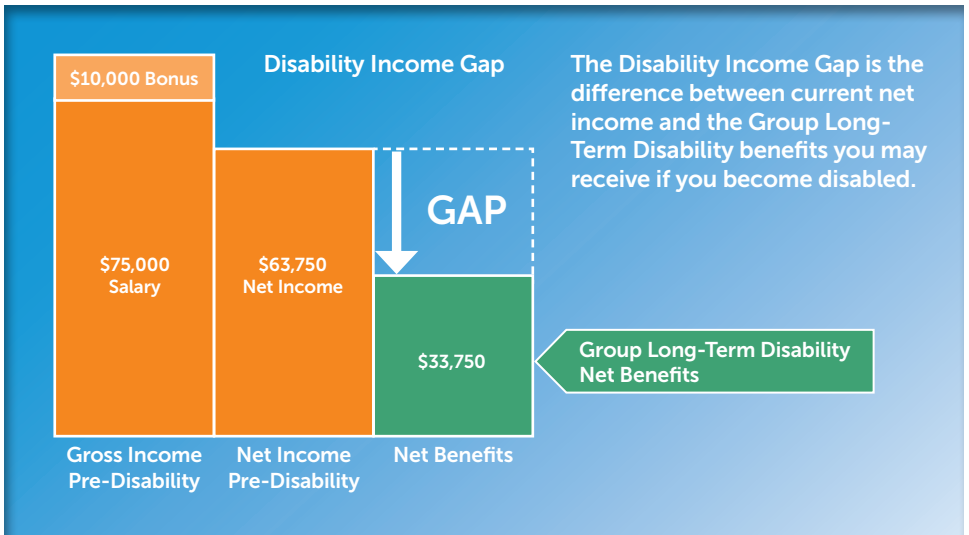 Disability Income Gap
The Disability Income Gap is the
difference between current net
income and the Group Long-
Term Disability benefits you may
receive if you become disabled.
$10,000 Bonus
$75,000
Salary
$63,750
Net Income
GAP
$33,750
Group Long-Term Disability
Net Benefits
Gross Income
Pre-Disability
Net Income
Pre-Disability
Net Benefits